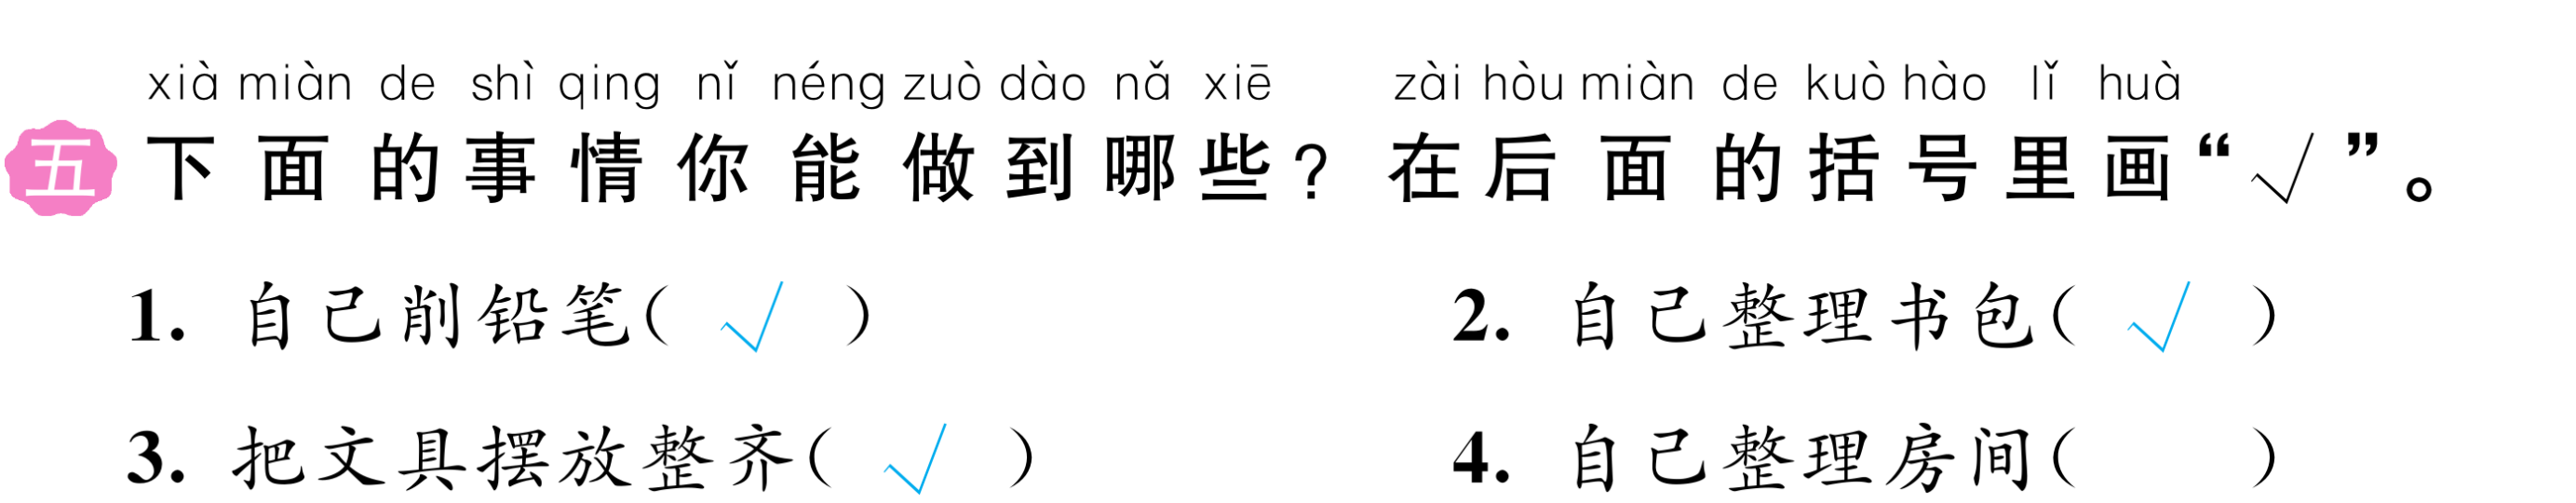 xià miàn de shì qing nǐ néng zuò dào nǎ xiē zài hòu miàn de kuò hào lǐ huà
五 下面的事情你能做到哪些？在后面的括号里画“√”。
1. 自己削铅笔( √ ) 2. 自己整理书包( √ )
3. 把文具摆放整齐( √ ) 4. 自己整理房间( )